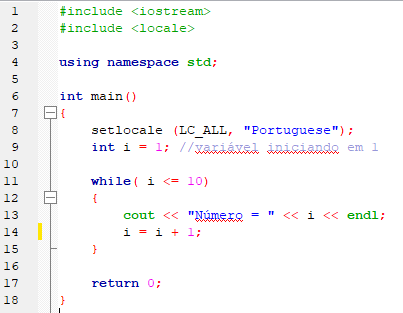 1 #include <iostream>
2 #include <locale>
3
4 using namespace std;
5
6 int main()
7 {
8 setlocale (LC_ALL, "Portuguese");
9 int i = 1; //variável iniciando em 1
10
11 while( i <= 10)
12 {
13 cout << "Número = " << i << endl;
14 i = i + 1;
15 }
16
17 return 0;
18 }